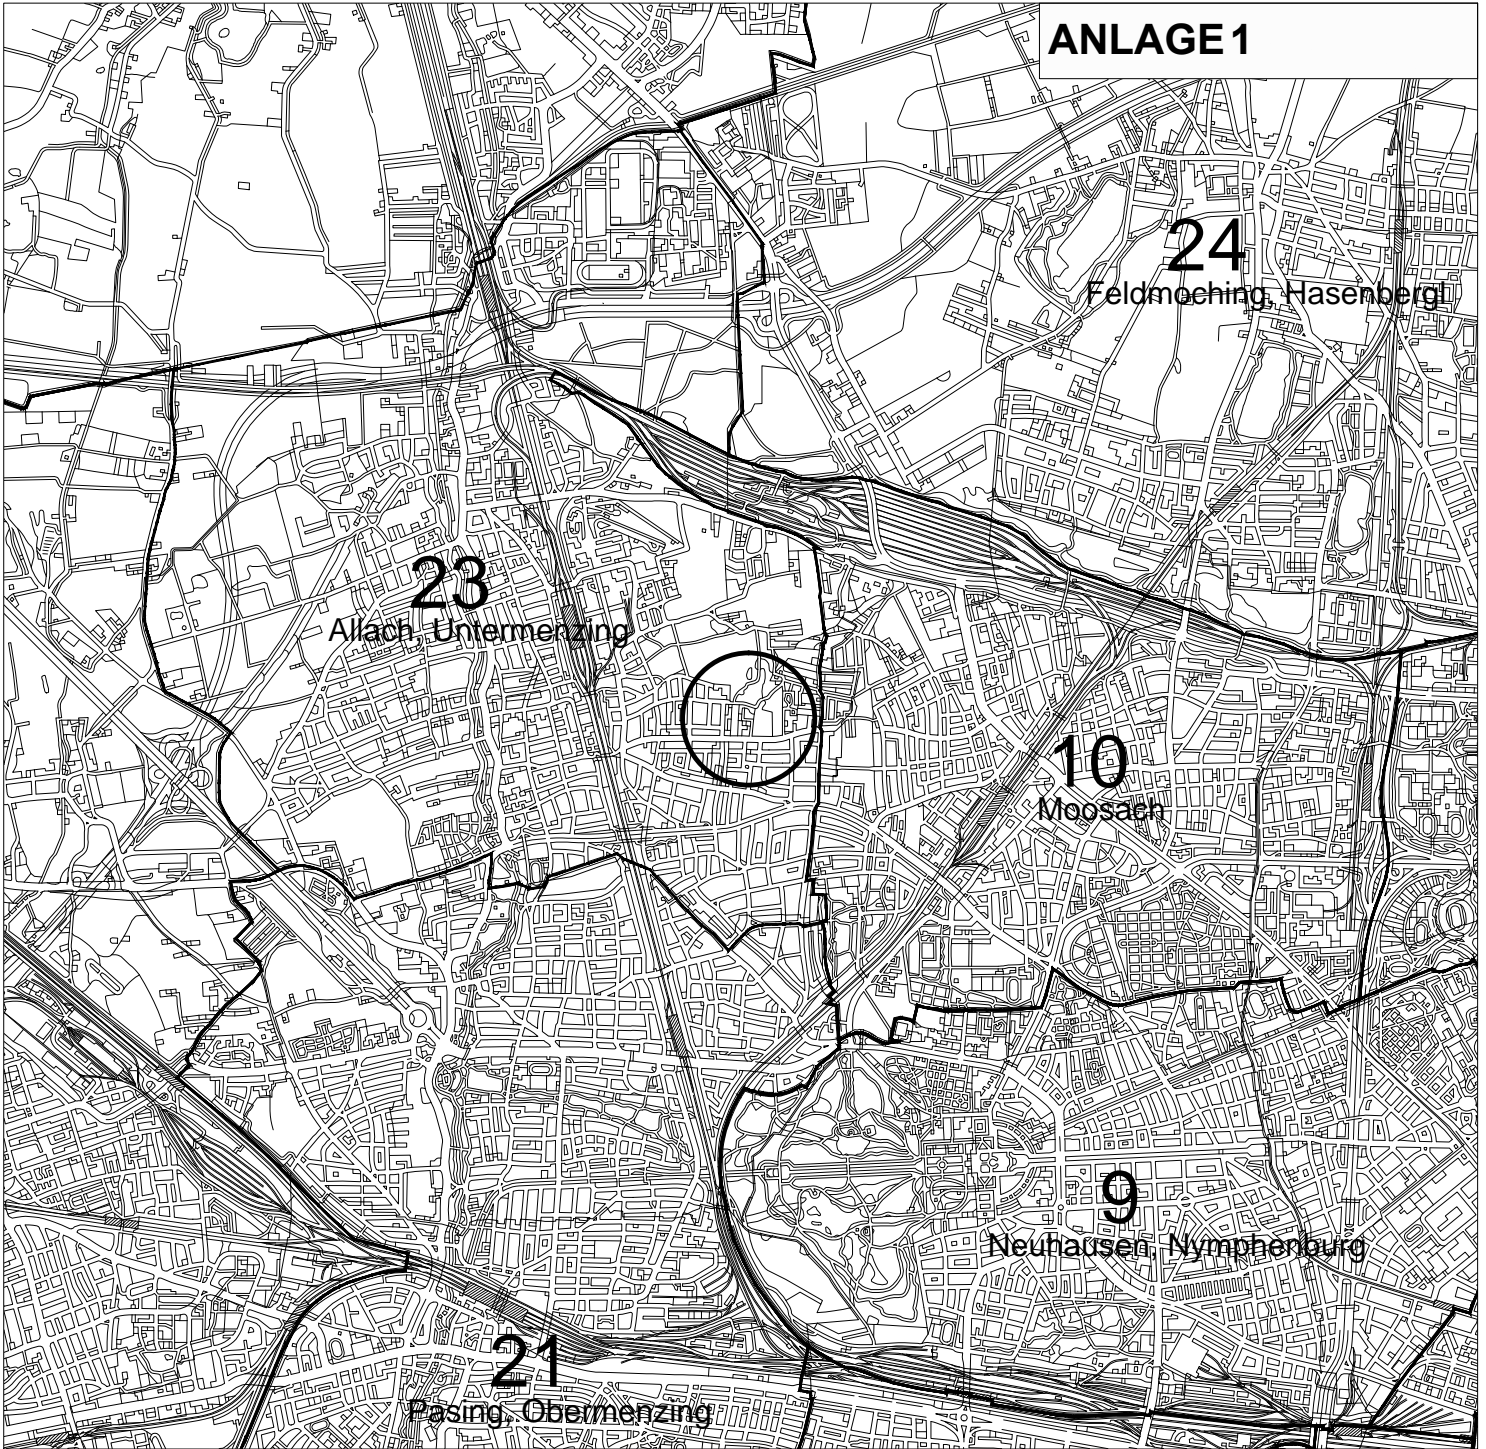 ANLAGE 1
24
Feldmoching, Hasenbergl
23
Allach, Untermenzing
10
Moosach
9
Neuhausen, Nymphenburg
21
Pasing, Obermenzing